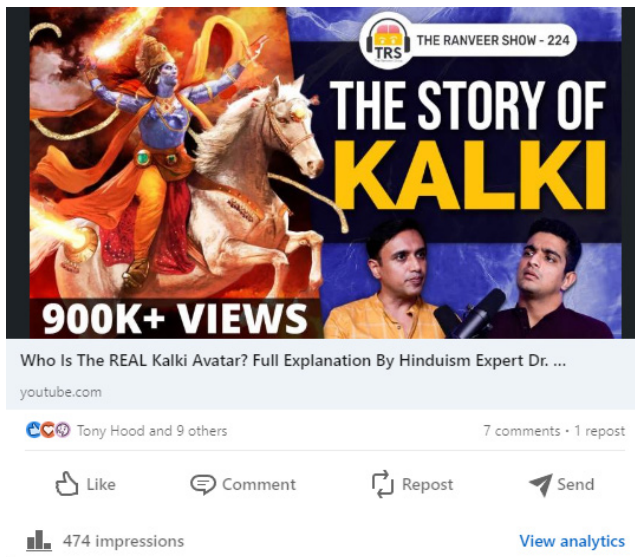 THE RANVEER SHOW - 224
TRS
THE STORY OF
KALKI
900K+ VIEWS
Who Is The REAL Kalki Avatar? Full Explanation By Hinduism Expert Dr. ...
youtube.com
Tony Hood and 9 others
7 comments • 1 repost
Like
Comment
Repost
Send
474 impressions
View analytics